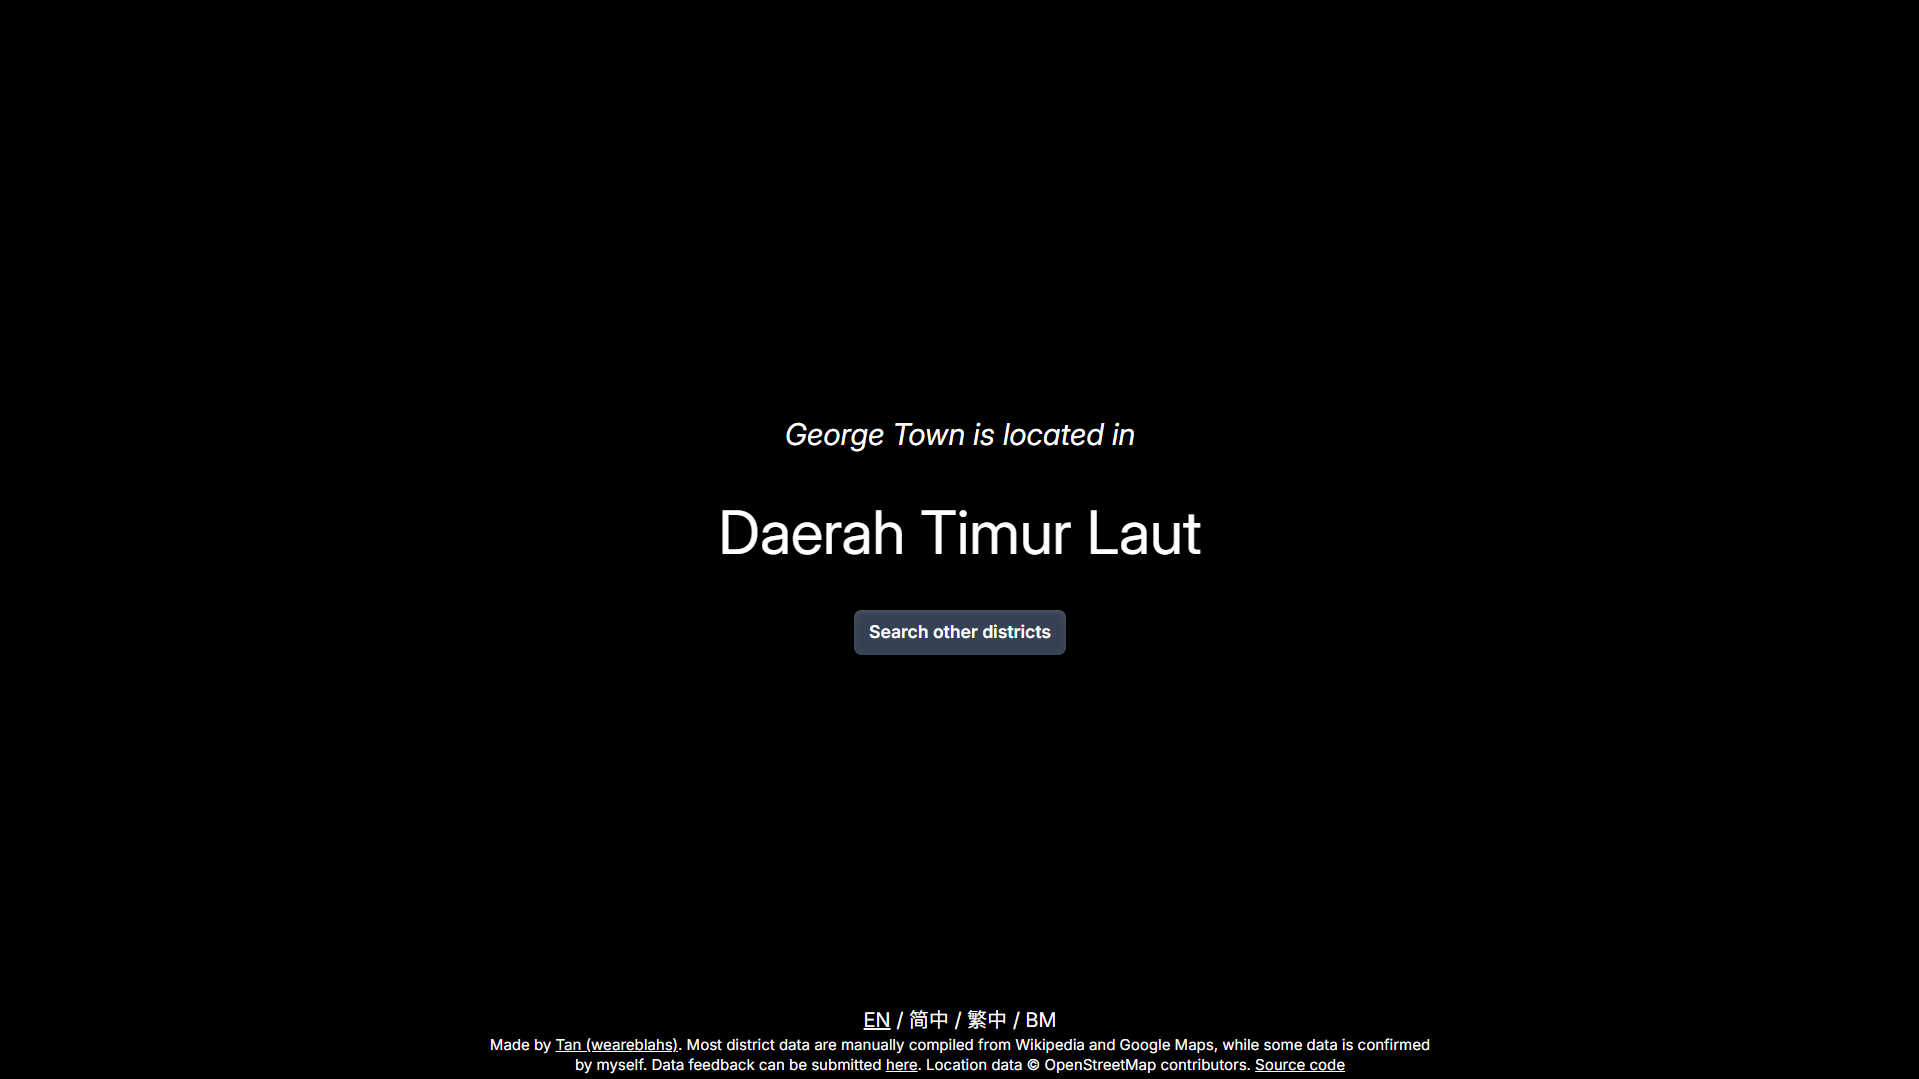 George Town is located in
Daerah Timur Laut
Search other districts
EN / 简中 / 繁中 / BM
Made by Tan (weareblahs). Most district data are manually compiled from Wikipedia and Google Maps, while some data is confirmed
by myself. Data feedback can be submitted here. Location data © OpenStreetMap contributors. Source code